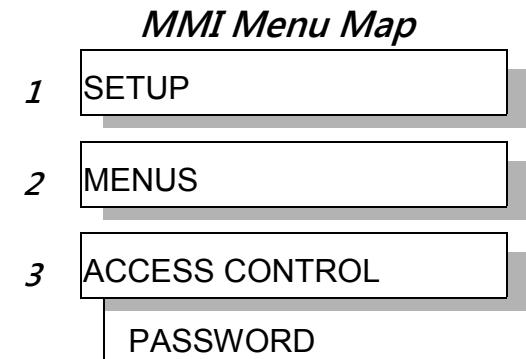 MMI Menu Map
1 SETUP
2 MENUS
3 ACCESS CONTROL
PASSWORD